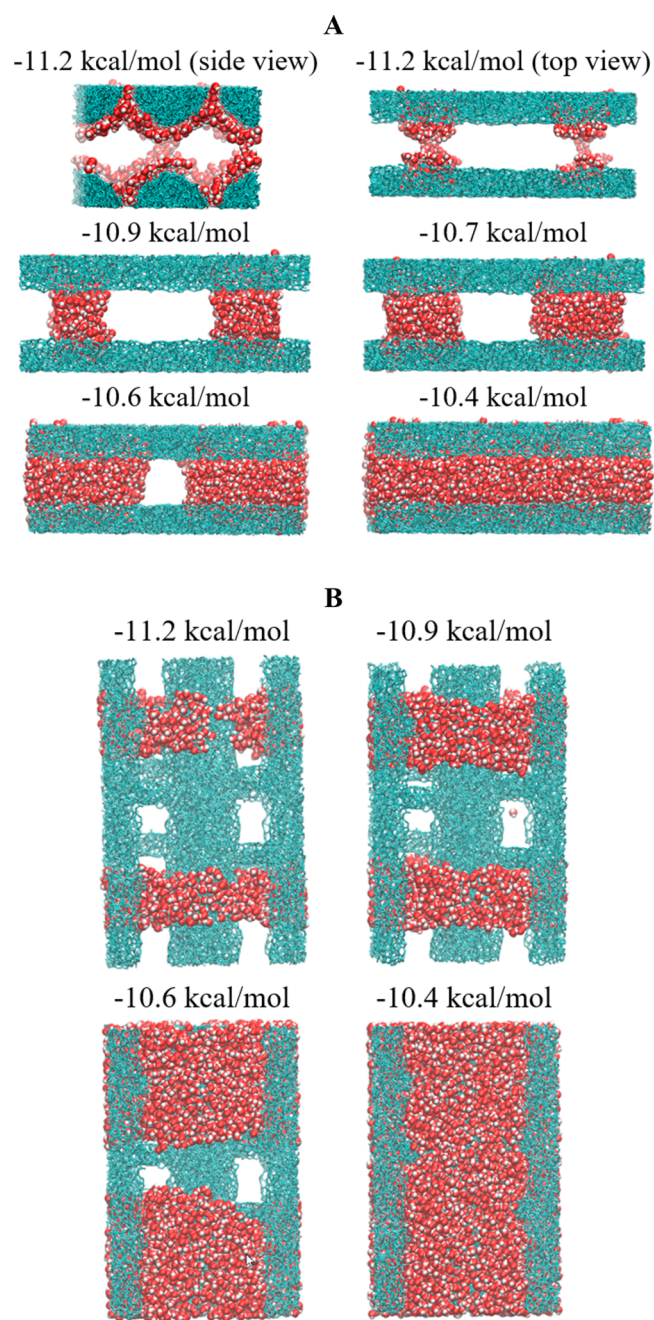 A
-11.2 kcal/mol (side view) -11.2 kcal/mol (top view)
-10.9 kcal/mol -10.7 kcal/mol
-10.6 kcal/mol -10.4 kcal/mol
B
-11.2 kcal/mol -10.9 kcal/mol
-10.6 kcal/mol -10.4 kcal/mol